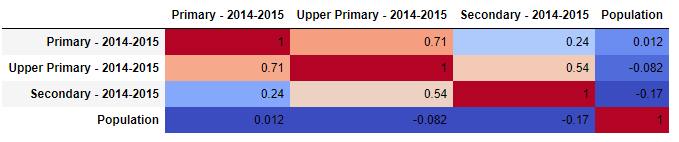 Primary - 2014-2015 Upper Primary - 2014-2015 Secondary - 2014-2015 Population
Primary - 2014-2015 1 0.71 0.24 0.012
Upper Primary - 2014-2015 0.71 1 0.54 -0.082
Secondary - 2014-2015 0.24 0.54 1 -0.17
Population 0.012 -0.082 -0.17 1